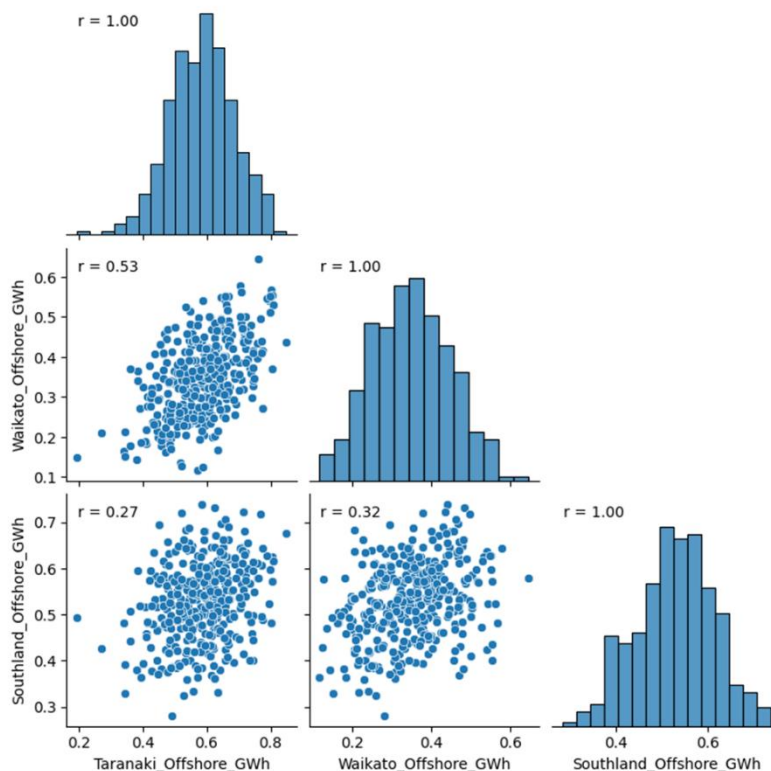 r = 1.00
Waikato_Offshore_GWh
0.6
0.5
0.4
0.3
0.2
0.1
r = 0.53
r = 1.00
Southland_Offshore_GWh
0.7
0.6
0.5
0.4
0.3
r = 0.27
r = 0.32
r = 1.00
0.2 0.4 0.6 0.8
0.2 0.4 0.6
0.4 0.6
Taranaki_Offshore_GWh
Waikato_Offshore_GWh
Southland_Offshore_GWh